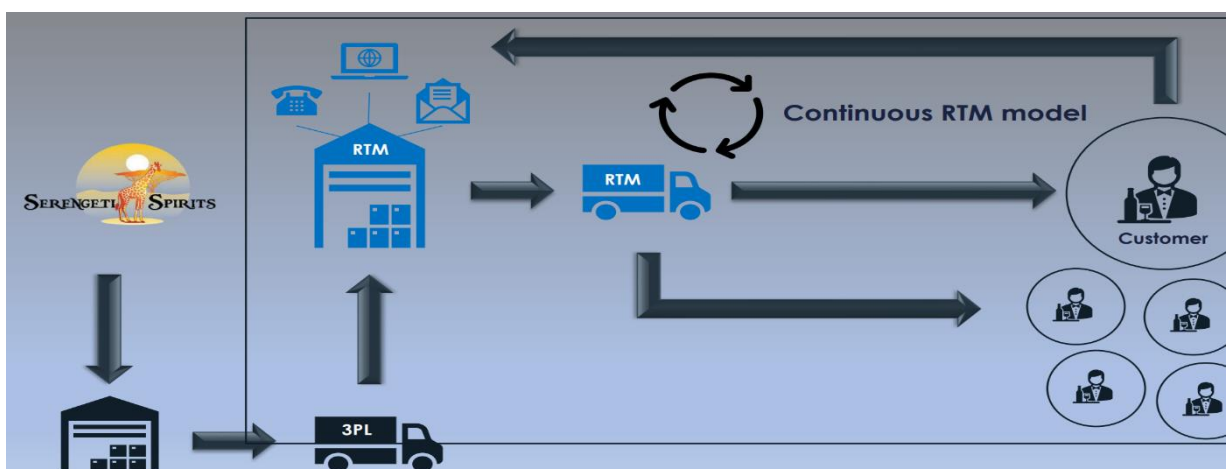 RTM
Continuous RTM model
RTM
SERENGETI SPIRITS
Customer
3PL